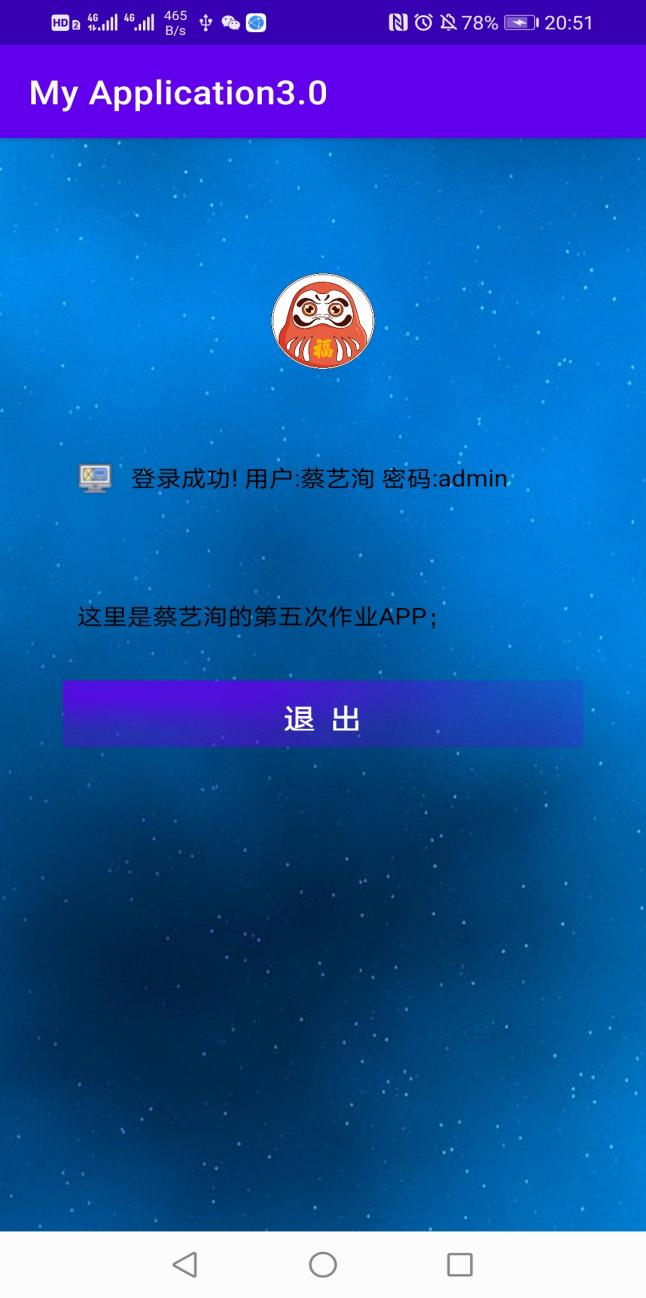 HD 2 4G 4G 465 B/s 78% 20:51
My Application3.0
福
登录成功! 用户:蔡艺洵 密码:admin
这里是蔡艺洵的第五次作业APP；
退 出